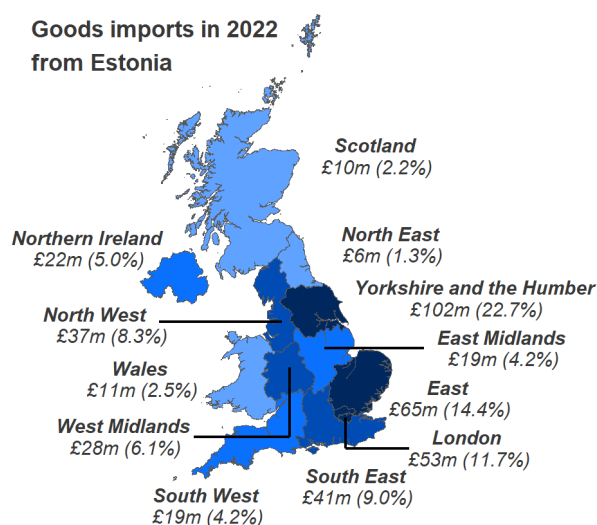 Goods imports in 2022
from Estonia
Scotland
£10m (2.2%)
Northern Ireland
£22m (5.0%)
North East
£6m (1.3%)
Yorkshire and the Humber
£102m (22.7%)
North West
£37m (8.3%)
East Midlands
£19m (4.2%)
Wales
£11m (2.5%)
East
£65m (14.4%)
West Midlands
£28m (6.1%)
London
£53m (11.7%)
South East
£41m (9.0%)
South West
£19m (4.2%)